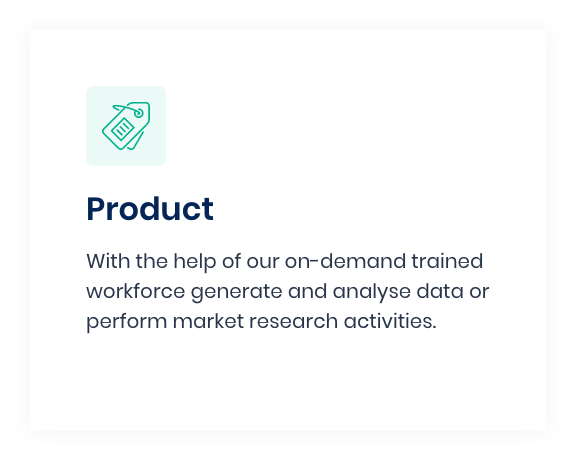 Product
With the help of our on-demand trained
workforce generate and analyse data or
perform market research activities.